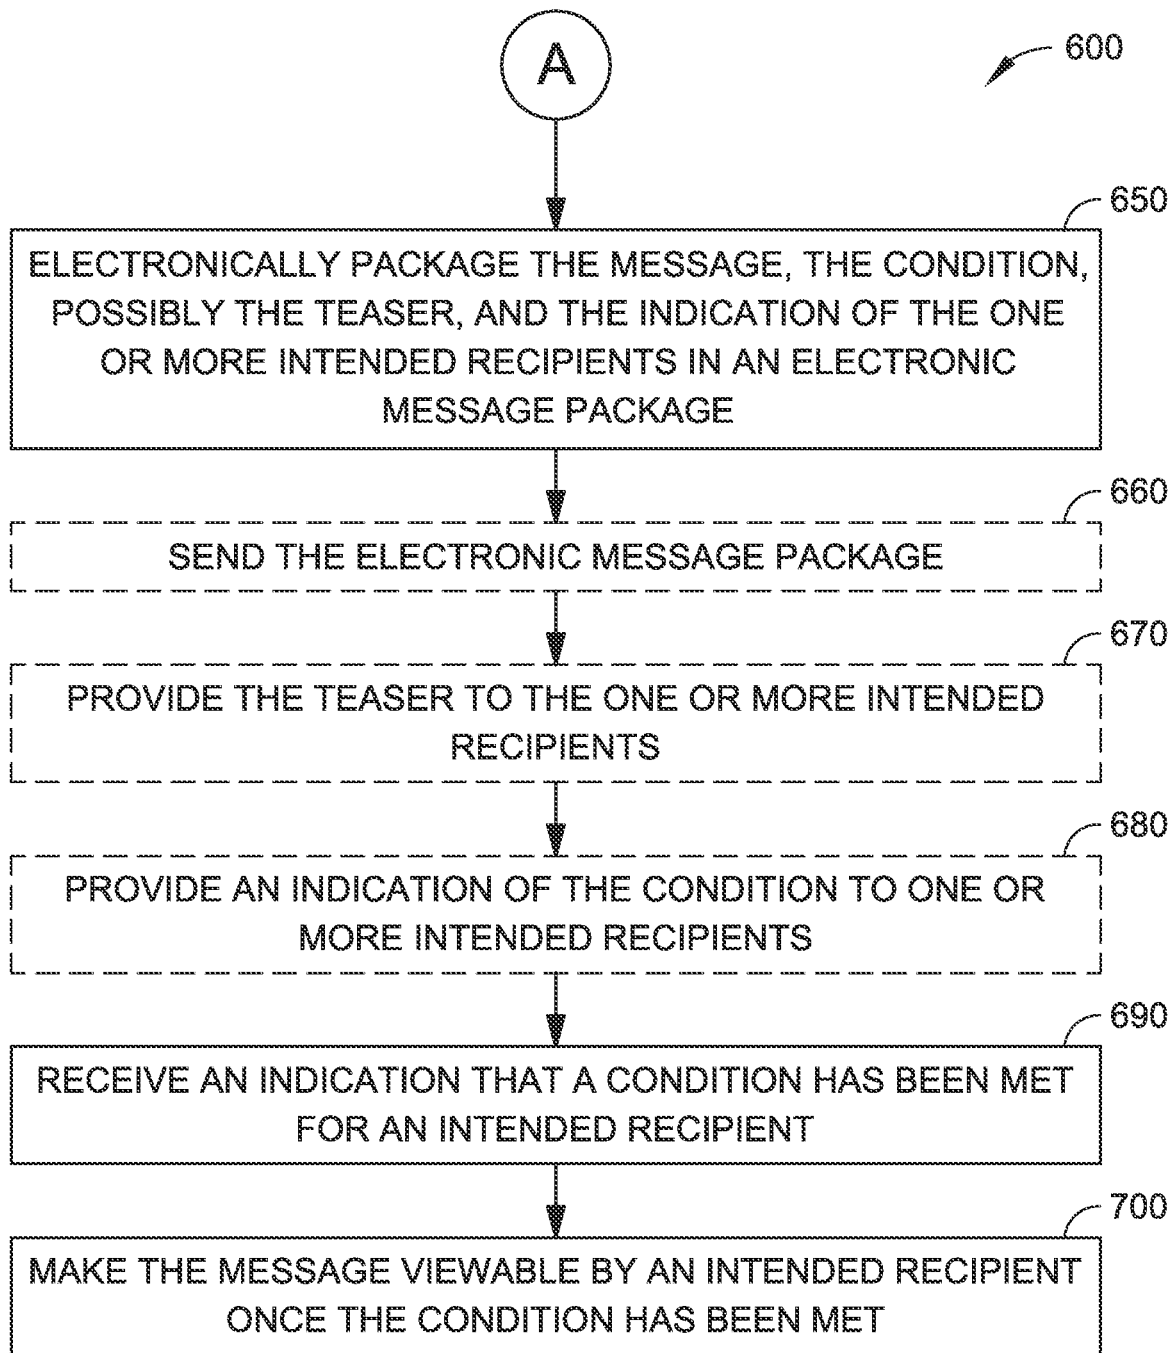 A
600
650
ELECTRONICALLY PACKAGE THE MESSAGE, THE CONDITION,
POSSIBLY THE TEASER, AND THE INDICATION OF THE ONE
OR MORE INTENDED RECIPIENTS IN AN ELECTRONIC
MESSAGE PACKAGE
660
SEND THE ELECTRONIC MESSAGE PACKAGE
670
PROVIDE THE TEASER TO THE ONE OR MORE INTENDED
RECIPIENTS
680
PROVIDE AN INDICATION OF THE CONDITION TO ONE OR
MORE INTENDED RECIPIENTS
690
RECEIVE AN INDICATION THAT A CONDITION HAS BEEN MET
FOR AN INTENDED RECIPIENT
700
MAKE THE MESSAGE VIEWABLE BY AN INTENDED RECIPIENT
ONCE THE CONDITION HAS BEEN MET